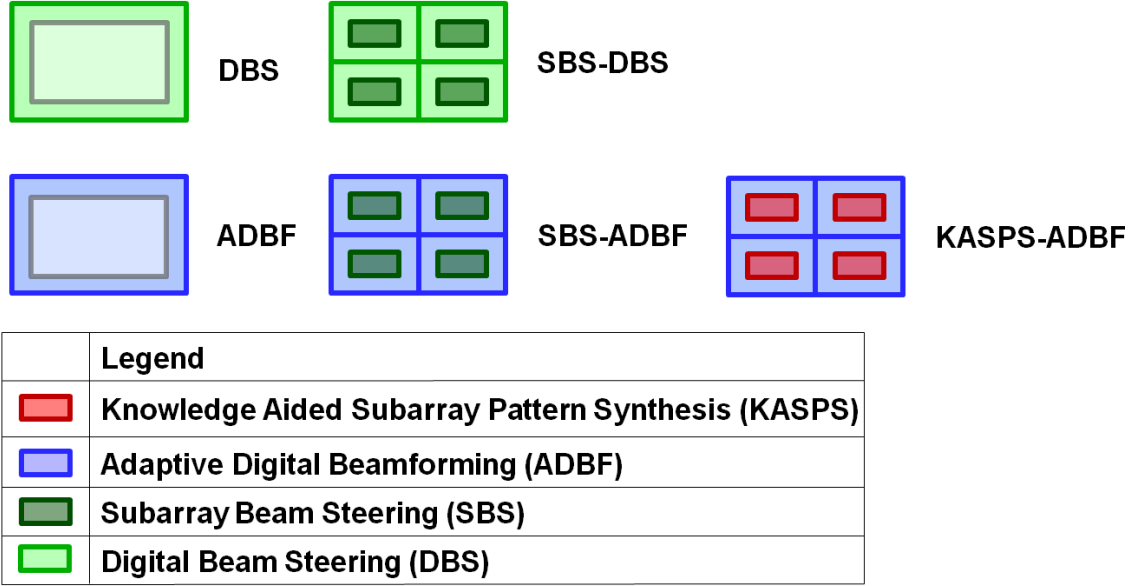 DBS
SBS-DBS
ADBF
SBS-ADBF
KASPS-ADBF
Legend
Knowledge Aided Subarray Pattern Synthesis (KASPS)
Adaptive Digital Beamforming (ADBF)
Subarray Beam Steering (SBS)
Digital Beam Steering (DBS)